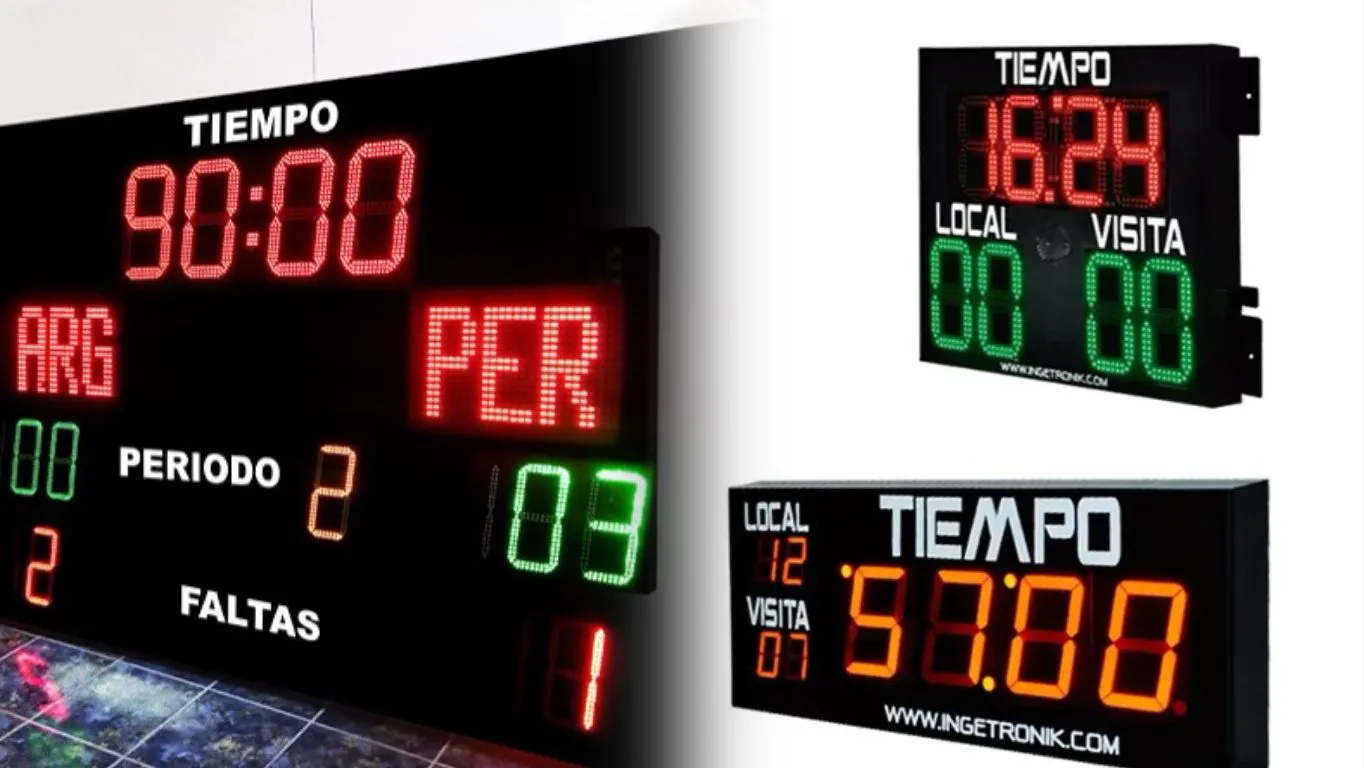 TIEMPO
90:00
ARG PER
00 PERIODO 2 03
2 FALTAS 1
TIEMPO
16:24
LOCAL VISITA
00 00
WWW.INGETRONIK.COM
LOCAL TIEMPO
12
VISITA 57:00
07
WWW.INGETRONIK.COM